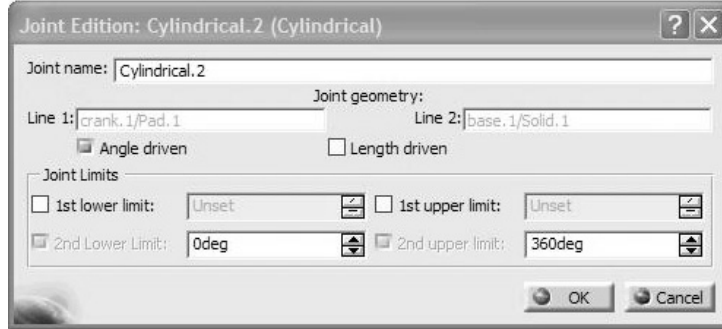 Joint Edition: Cylindrical.2 (Cylindrical)
Joint name: Cylindrical.2
Joint geometry:
Line 1: crank.1/Pad.1 Line 2: base.1/Solid.1
Angle driven Length driven
Joint Limits
1st lower limit: Unset 1st upper limit: Unset
2nd Lower Limit: 0deg 2nd upper limit: 360deg
OK Cancel